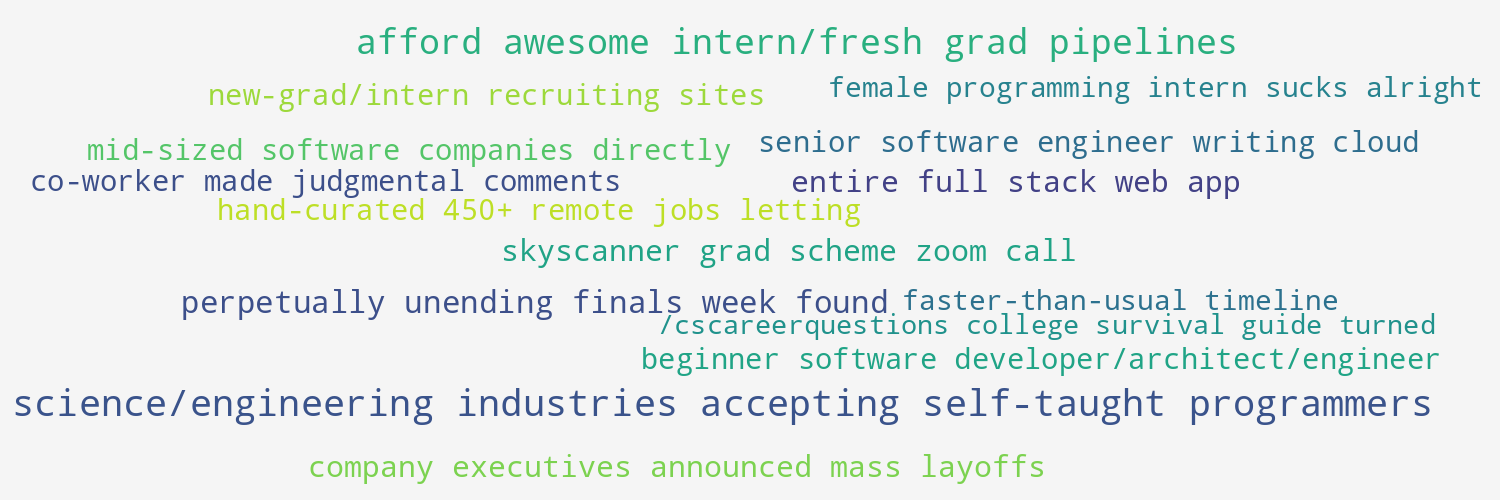 afford awesome intern/fresh grad pipelines
female programming intern sucks alright
new-grad/intern recruiting sites
senior software engineer writing cloud
mid-sized software companies directly
co-worker made judgmental comments
entire full stack web app
hand-curated 450+ remote jobs letting
skyscanner grad scheme zoom call
perpetually unending finals week found
faster-than-usual timeline
/cscareerquestions college survival guide turned
beginner software developer/architect/engineer
science/engineering industries accepting self-taught programmers
company executives announced mass layoffs